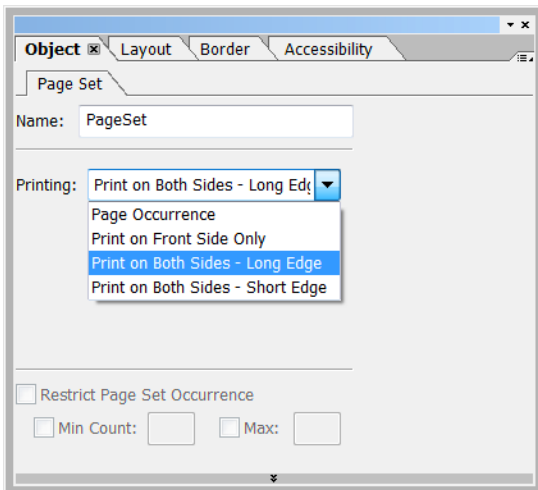 Object Layout Border Accessibility
Page Set
Name: PageSet
Printing: Print on Both Sides - Long Ed
Page Occurrence
Print on Front Side Only
Print on Both Sides - Long Edge
Print on Both Sides - Short Edge
Restrict Page Set Occurrence
Min Count: Max: